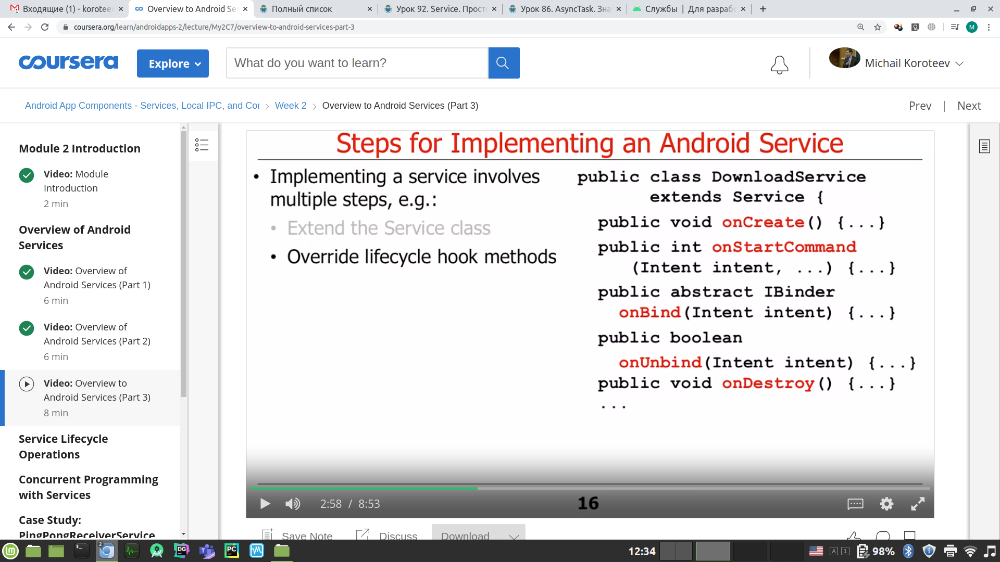 Входящие (1) - korotee
Overview to Android Se
Полный список
Урок 92. Service. Прост
Урок 86. AsyncTask. Зна
Службы | Для разраб
coursera.org/learn/androidapps-2/lecture/My2C7/overview-to-android-services-part-3
M
coursera
Explore
What do you want to learn?
Michail Koroteev
Android App Components - Services, Local IPC, and Cor
Week 2
Overview to Android Services (Part 3)
Prev | Next
Module 2 Introduction
Video: Module
Introduction
2 min
Overview of Android
Services
Video: Overview of
Android Services (Part 1)
6 min
Video: Overview of
Android Services (Part 2)
6 min
Video: Overview to
Android Services (Part 3)
8 min
Service Lifecycle
Operations
Concurrent Programming
with Services
Case Study:
PingPongReceiverService
Steps for Implementing an Android Service
• Implementing a service involves
multiple steps, e.g.:
• Extend the Service class
• Override lifecycle hook methods
public class DownloadService
extends Service {
public void onCreate() {...}
public int onStartCommand
(Intent intent, ...) {...}
public abstract IBinder
onBind(Intent intent) {...}
public boolean
onUnbind(Intent intent) {...}
public void onDestroy() {...}
...
2:58 / 8:53
16
Save Note
Discuss
Download
2
DG
PC
12:34
A
1
98%